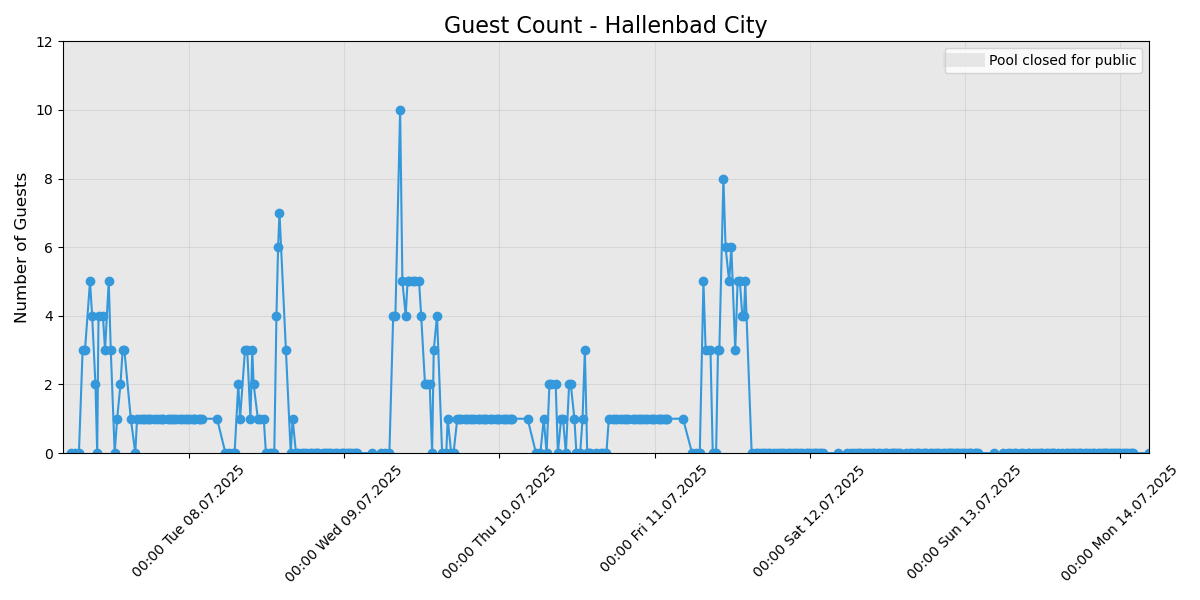 Guest Count - Hallenbad City
Pool closed for public
Number of Guests
12
10
8
6
4
2
0
00:00 Tue 08.07.2025
00:00 Wed 09.07.2025
00:00 Thu 10.07.2025
00:00 Fri 11.07.2025
00:00 Sat 12.07.2025
00:00 Sun 13.07.2025
00:00 Mon 14.07.2025